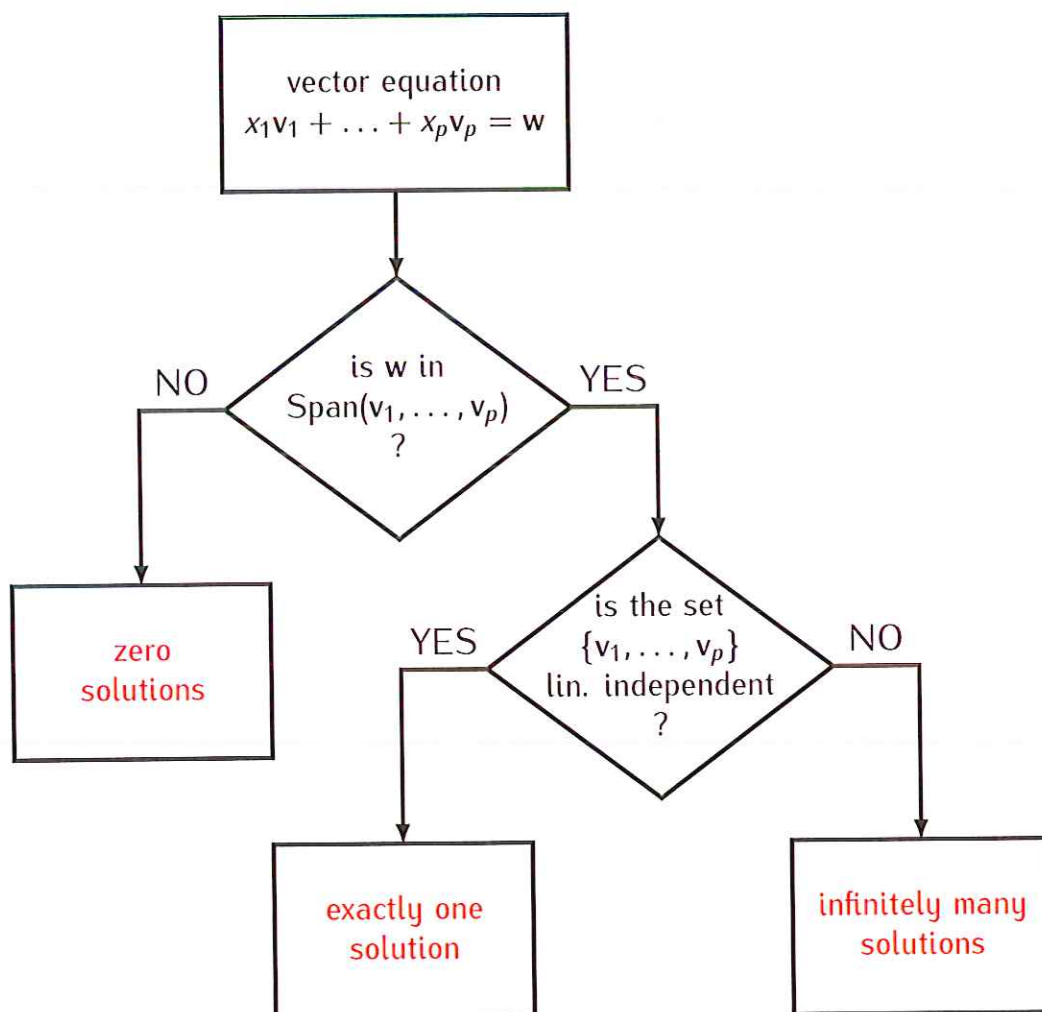 vector equation
x₁v₁ + … + xₚvₚ = w
is w in
Span(v₁, … , vₚ)
?
NO
YES
zero
solutions
is the set
{v₁, … , vₚ}
lin. independent
?
YES
NO
exactly one
solution
infinitely many
solutions